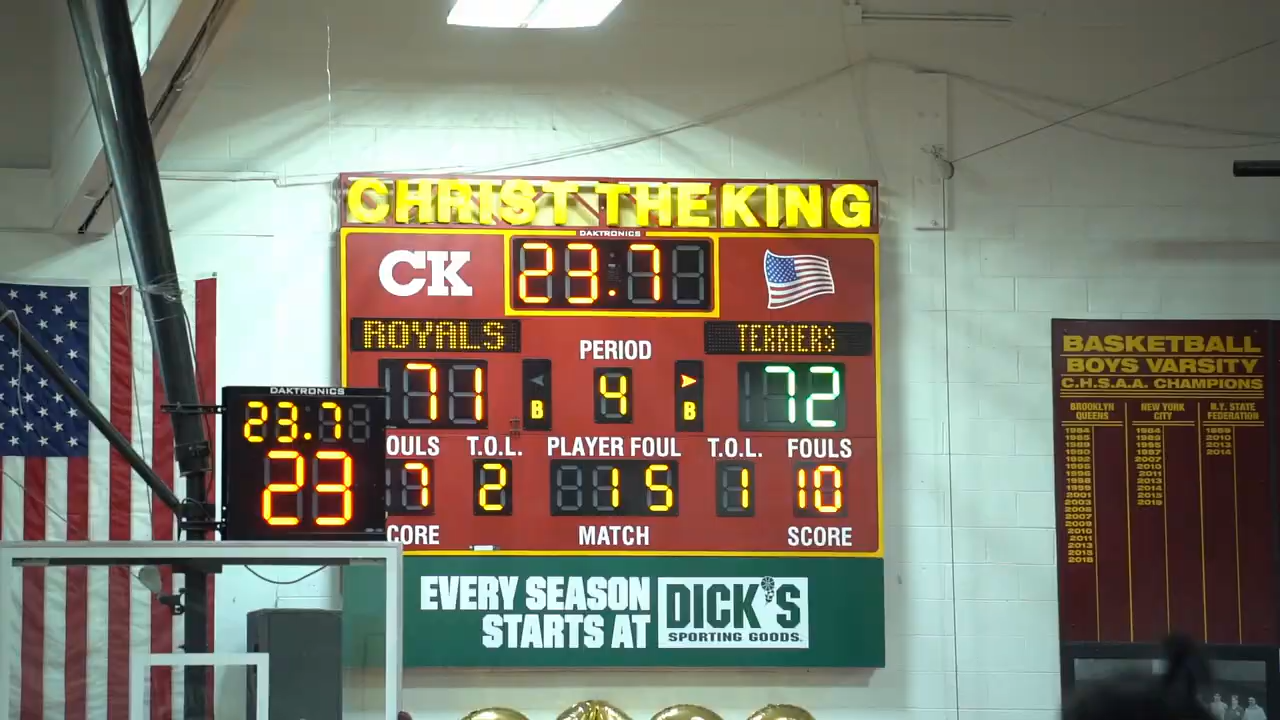 CHRIST THE KING
DAKTRONICS
CK
23.7
ROYALS
TERRIERS
PERIOD
71
B
4
B
72
OULS
T.O.L.
PLAYER FOUL
T.O.L.
FOULS
7
2
15
1
10
CORE
MATCH
SCORE
DAKTRONICS
23.7
23
EVERY SEASON
STARTS AT
DICK'S
SPORTING GOODS.
BASKETBALL
BOYS VARSITY
C.H.S.A.A. CHAMPIONS
BROOKLYN
QUEENS
NEW YORK
CITY
N.Y. STATE
FEDERATION